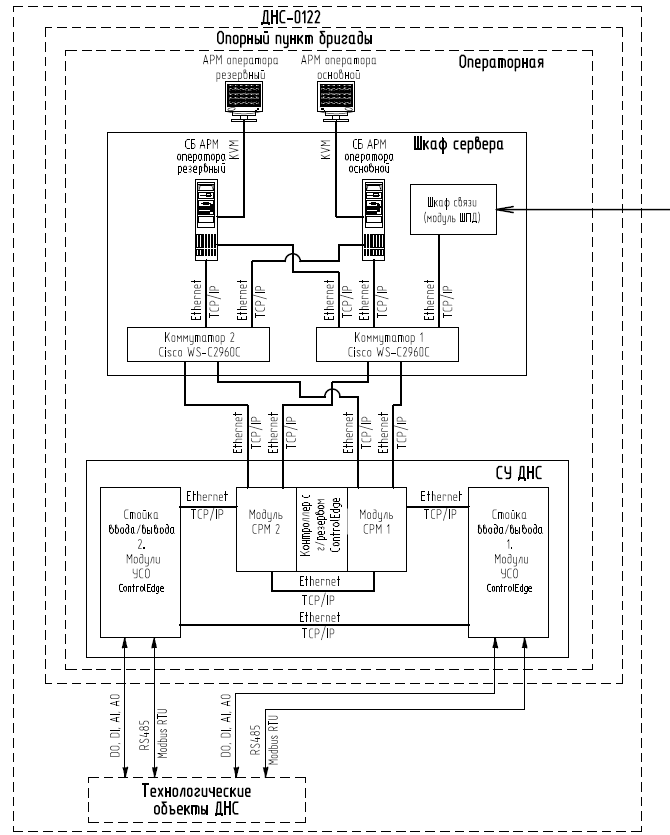 ДНС-0122
Опорный пункт бригады
Операторная
АРМ оператора
резервный
АРМ оператора
основной
KVM
KVM
Шкаф сервера
СБ АРМ
оператора
резервный
СБ АРМ
оператора
основной
Шкаф связи
(модуль ШПД)
Ethernet
TCP/IP
Ethernet
TCP/IP
Ethernet
TCP/IP
Ethernet
TCP/IP
Ethernet
TCP/IP
Коммутатор 2
Cisco WS-C2960C
Коммутатор 1
Cisco WS-C2960C
Ethernet
TCP/IP
Ethernet
TCP/IP
Ethernet
TCP/IP
Ethernet
TCP/IP
СУ ДНС
Стойка
ввода/вывода
2.
Модули
УСО
ControlEdge
Ethernet
TCP/IP
Модуль
CPM 2
Контроллер с
г/резервом
ControlEdge
Модуль
CPM 1
Ethernet
TCP/IP
Стойка
ввода/вывода
1.
Модули
УСО
ControlEdge
Ethernet
TCP/IP
Ethernet
TCP/IP
DO, DI, AI, AO
RS485
Modbus RTU
DO, DI, AI, AO
RS485
Modbus RTU
Технологические
объекты ДНС